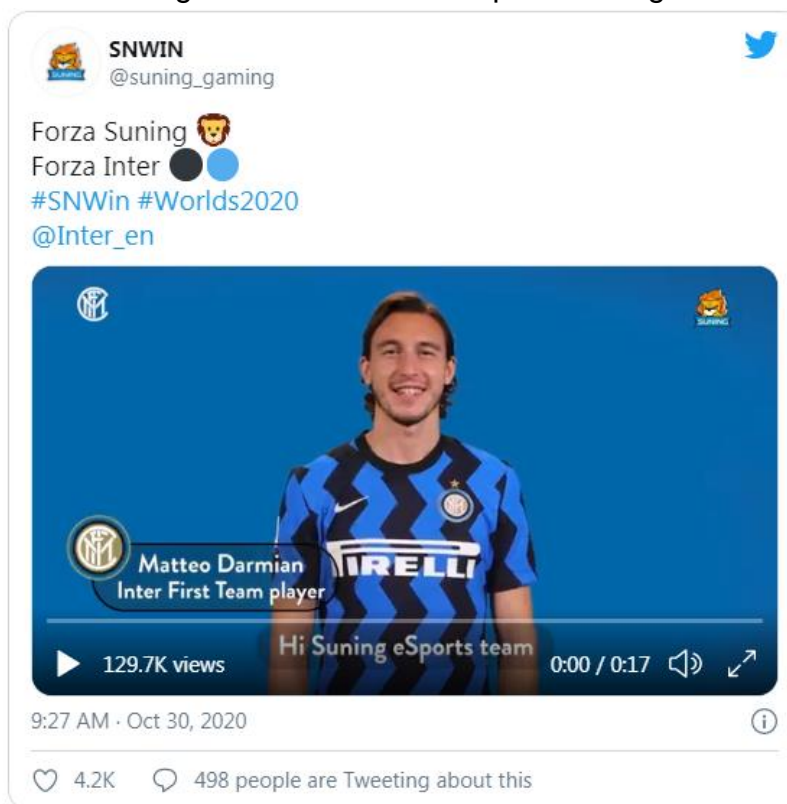 SNWIN
@suning_gaming
Forza Suning 🦁
Forza Inter ⚫🔵
#SNWin #Worlds2020
@Inter_en
SUNING
Matteo Darmian
Inter First Team player
PIRELLI
Hi Suning eSports team
129.7K views
0:00 / 0:17
9:27 AM · Oct 30, 2020
4.2K 498 people are Tweeting about this